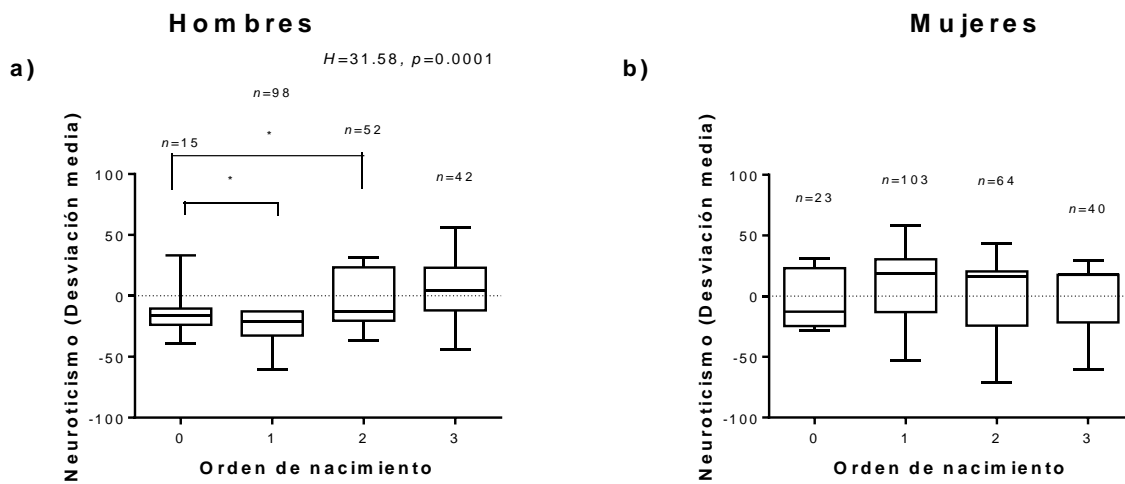 Hombres
a)
H=31.58, p=0.0001
n=98
n=15
n=52
n=42
*
*
Neuroticismo (Desviación media)
100
50
0
-50
-100
0 1 2 3
Orden de nacimiento
Mujeres
b)
n=23
n=103
n=64
n=40
Neuroticismo (Desviación media)
100
50
0
-50
-100
0 1 2 3
Orden de nacimiento